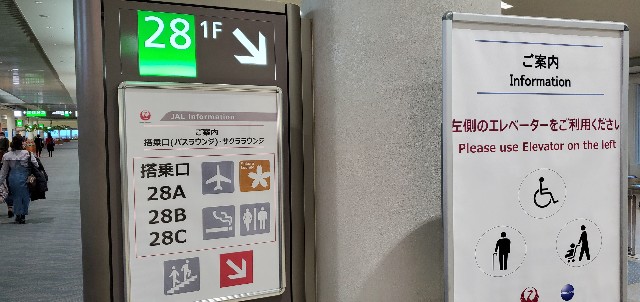 28 1F
JAL Information
ご案内
搭乗口(バスラウンジ)・サクララウンジ
搭乗口
28A
28B
28C
ご案内
Information
左側のエレベーターをご利用ください
Please use Elevator on the left